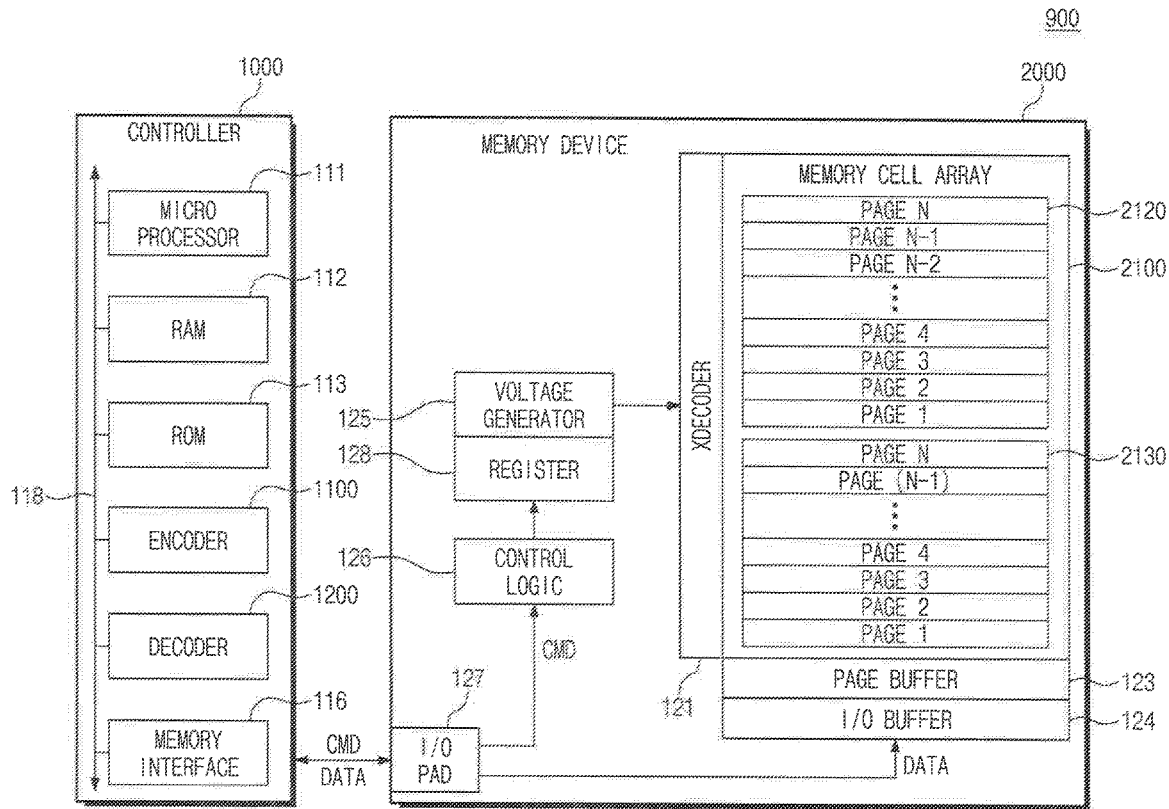 900
1000
2000
CONTROLLER
MEMORY DEVICE
111
MICRO
PROCESSOR
112
RAM
113
ROM
118
1100
ENCODER
1200
DECODER
116
MEMORY
INTERFACE
CMD
DATA
127
I/O
PAD
125
VOLTAGE
GENERATOR
128
REGISTER
126
CONTROL
LOGIC
CMD
DATA
XDECODER
121
MEMORY CELL ARRAY
PAGE N
2120
PAGE N-1
PAGE N-2
2100
PAGE 4
PAGE 3
PAGE 2
PAGE 1
PAGE N
2130
PAGE (N-1)
PAGE 4
PAGE 3
PAGE 2
PAGE 1
PAGE BUFFER
123
I/O BUFFER
124